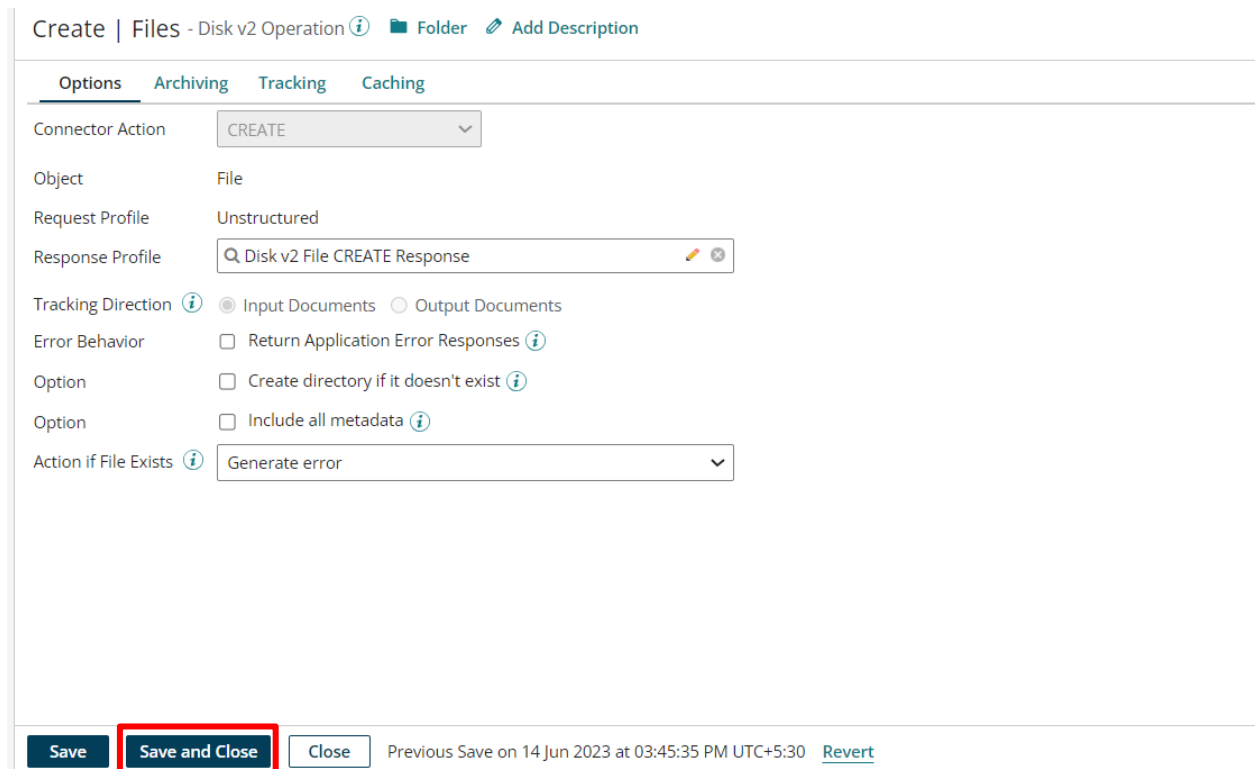 Create | Files - Disk v2 Operation i Folder Add Description
Options Archiving Tracking Caching
Connector Action CREATE
Object File
Request Profile Unstructured
Response Profile Disk v2 File CREATE Response
Tracking Direction i Input Documents Output Documents
Error Behavior Return Application Error Responses i
Option Create directory if it doesn't exist i
Option Include all metadata i
Action if File Exists i Generate error
Save Save and Close Close Previous Save on 14 Jun 2023 at 03:45:35 PM UTC+5:30 Revert